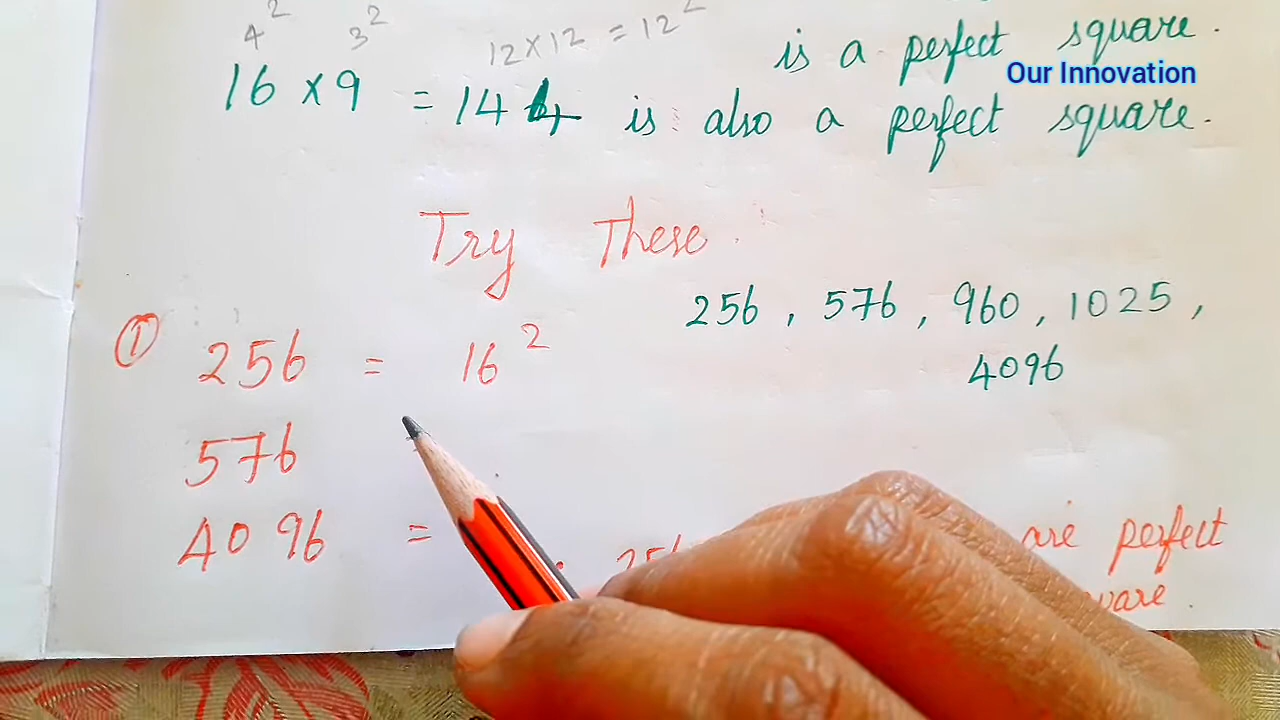 4² 3² 12×12 = 12²
is a perfect square.
Our Innovation
16 × 9 = 144 is also a perfect square.
Try These
256, 576, 960, 1025,
4096
① 256 = 16²
576
4096 =
are perfect